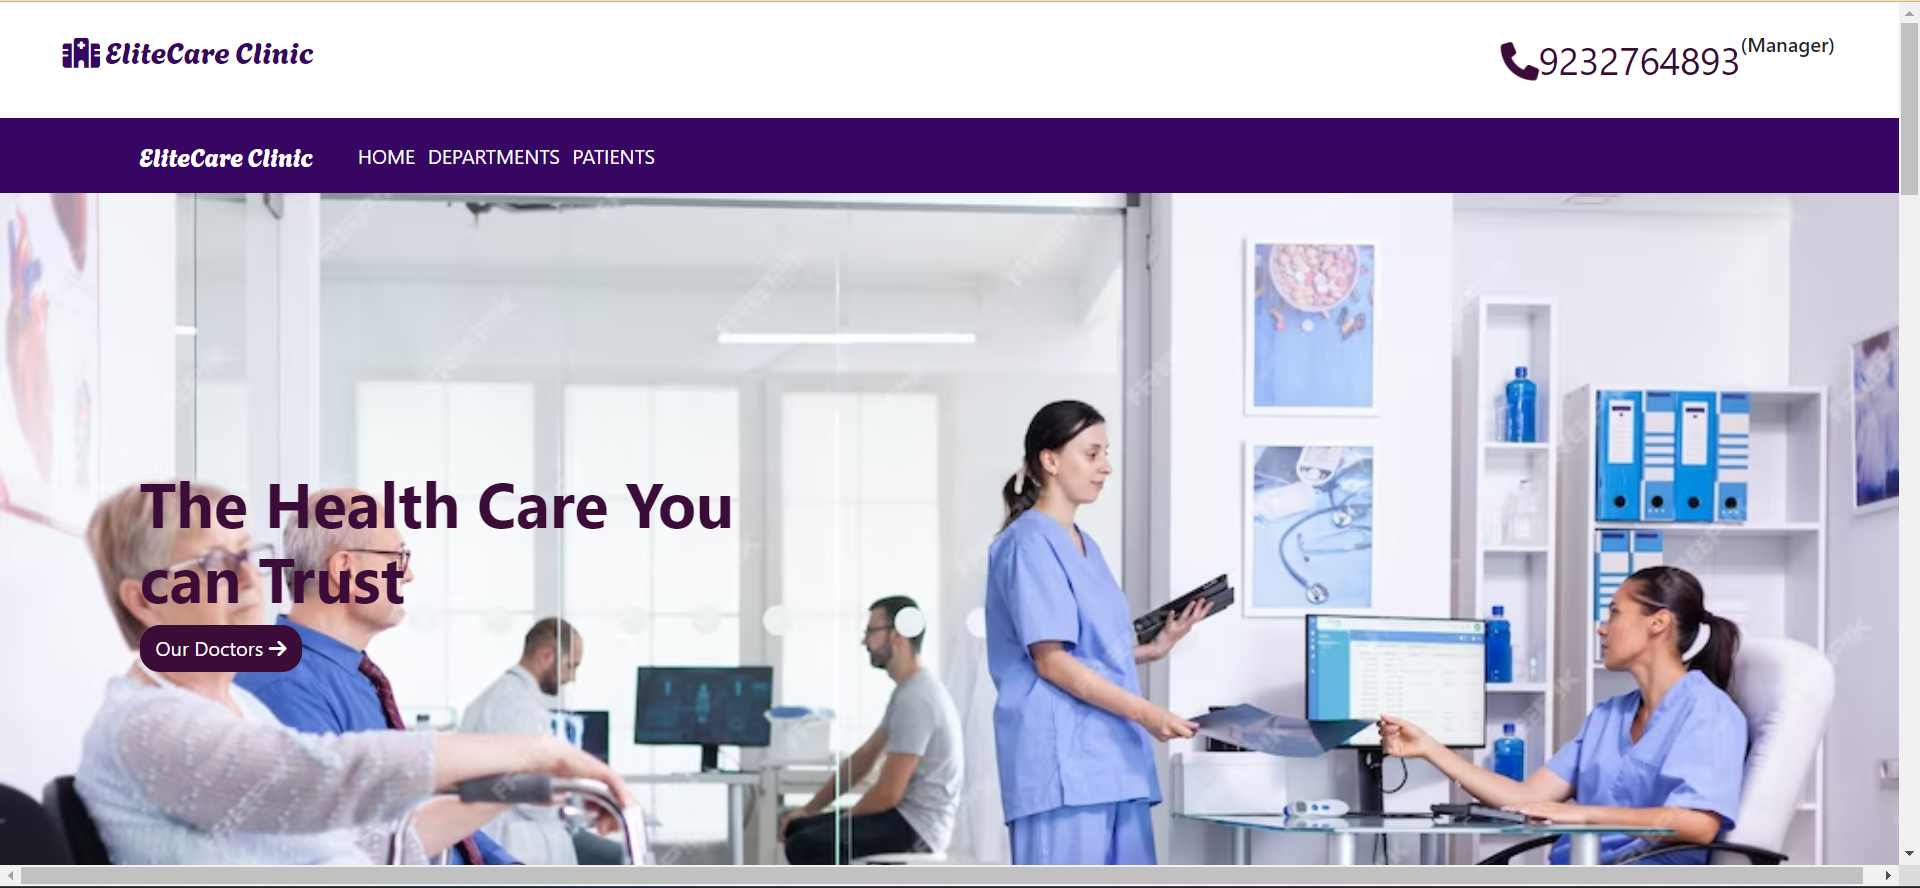 EliteCare Clinic
9232764893(Manager)
EliteCare Clinic HOME DEPARTMENTS PATIENTS
The Health Care You
can Trust
Our Doctors